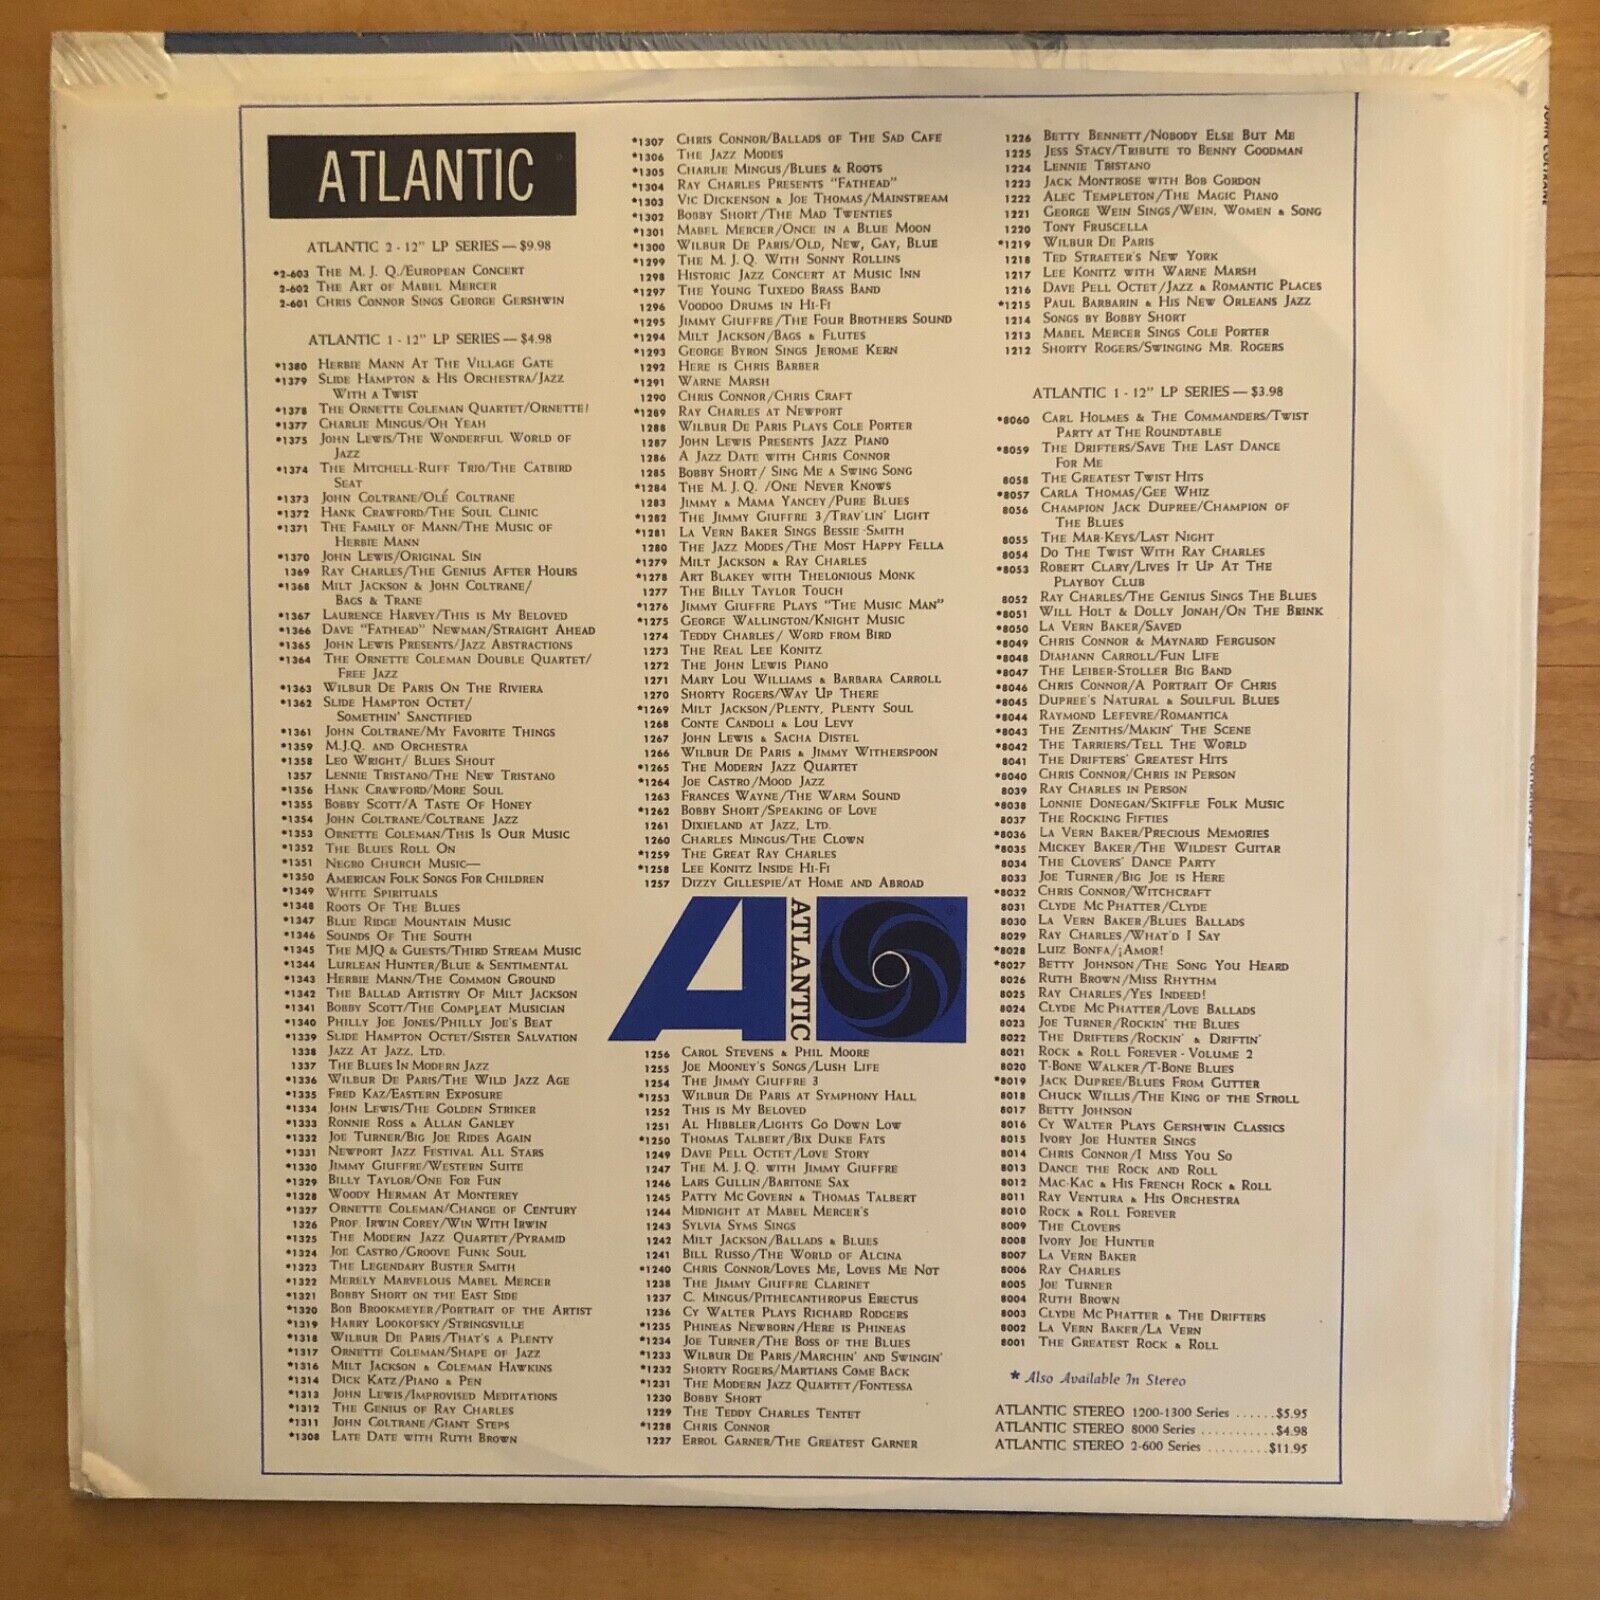 ATLANTIC
ATLANTIC 2 - 12" LP SERIES — $9.98
*2-603 THE M. J. Q./EUROPEAN CONCERT
2-602 THE ART OF MABEL MERCER
2-601 CHRIS CONNOR SINGS GEORGE GERSHWIN
ATLANTIC 1 - 12" LP SERIES — $4.98
*1380 HERBIE MANN AT THE VILLAGE GATE
*1379 SLIDE HAMPTON & HIS ORCHESTRA/JAZZ
WITH A TWIST
*1378 THE ORNETTE COLEMAN QUARTET/ORNETTE!
*1377 CHARLIE MINGUS/OH YEAH
*1375 JOHN LEWIS/THE WONDERFUL WORLD OF
JAZZ
*1374 THE MITCHELL-RUFF TRIO/THE CATBIRD
SEAT
*1373 JOHN COLTRANE/OLÉ COLTRANE
*1372 HANK CRAWFORD/THE SOUL CLINIC
*1371 THE FAMILY OF MANN/THE MUSIC OF
HERBIE MANN
*1370 JOHN LEWIS/ORIGINAL SIN
1369 RAY CHARLES/THE GENIUS AFTER HOURS
*1368 MILT JACKSON & JOHN COLTRANE/
BAGS & TRANE
*1367 LAURENCE HARVEY/THIS IS MY BELOVED
*1366 DAVE "FATHEAD" NEWMAN/STRAIGHT AHEAD
*1365 JOHN LEWIS PRESENTS/JAZZ ABSTRACTIONS
*1364 THE ORNETTE COLEMAN DOUBLE QUARTET/
FREE JAZZ
*1363 WILBUR DE PARIS ON THE RIVIERA
*1362 SLIDE HAMPTON OCTET/
SOMETHIN' SANCTIFIED
*1361 JOHN COLTRANE/MY FAVORITE THINGS
*1359 M.J.Q. AND ORCHESTRA
*1358 LEO WRIGHT/ BLUES SHOUT
1357 LENNIE TRISTANO/THE NEW TRISTANO
*1356 HANK CRAWFORD/MORE SOUL
*1355 BOBBY SCOTT/A TASTE OF HONEY
*1354 JOHN COLTRANE/COLTRANE JAZZ
*1353 ORNETTE COLEMAN/THIS IS OUR MUSIC
*1352 THE BLUES ROLL ON
*1351 NEGRO CHURCH MUSIC—
*1350 AMERICAN FOLK SONGS FOR CHILDREN
*1349 WHITE SPIRITUALS
*1348 ROOTS OF THE BLUES
*1347 BLUE RIDGE MOUNTAIN MUSIC
*1346 SOUNDS OF THE SOUTH
*1345 THE MJQ & GUESTS/THIRD STREAM MUSIC
*1344 LURLEAN HUNTER/BLUE & SENTIMENTAL
*1343 HERBIE MANN/THE COMMON GROUND
*1342 THE BALLAD ARTISTRY OF MILT JACKSON
*1341 BOBBY SCOTT/THE COMPLEAT MUSICIAN
*1340 PHILLY JOE JONES/PHILLY JOE'S BEAT
*1339 SLIDE HAMPTON OCTET/SISTER SALVATION
1338 JAZZ AT JAZZ, LTD.
1337 THE BLUES IN MODERN JAZZ
*1336 WILBUR DE PARIS/THE WILD JAZZ AGE
*1335 FRED KAZ/EASTERN EXPOSURE
*1334 JOHN LEWIS/THE GOLDEN STRIKER
*1333 RONNIE ROSS & ALLAN GANLEY
*1332 JOE TURNER/BIG JOE RIDES AGAIN
*1331 NEWPORT JAZZ FESTIVAL ALL STARS
*1330 JIMMY GIUFFRE/WESTERN SUITE
*1329 BILLY TAYLOR/ONE FOR FUN
*1328 WOODY HERMAN AT MONTEREY
*1327 ORNETTE COLEMAN/CHANGE OF CENTURY
1326 PROF. IRWIN COREY/WIN WITH IRWIN
*1325 THE MODERN JAZZ QUARTET/PYRAMID
*1324 JOE CASTRO/GROOVE FUNK SOUL
*1323 THE LEGENDARY BUSTER SMITH
*1322 MERELY MARVELOUS MABEL MERCER
*1321 BOBBY SHORT ON THE EAST SIDE
*1320 BOB BROOKMEYER/PORTRAIT OF THE ARTIST
*1319 HARRY LOOKOFSKY/STRINGSVILLE
*1318 WILBUR DE PARIS/THAT'S A PLENTY
*1317 ORNETTE COLEMAN/SHAPE OF JAZZ
*1316 MILT JACKSON & COLEMAN HAWKINS
*1314 DICK KATZ/PIANO & PEN
*1313 JOHN LEWIS/IMPROVISED MEDITATIONS
*1312 THE GENIUS OF RAY CHARLES
*1311 JOHN COLTRANE/GIANT STEPS
*1308 LATE DATE WITH RUTH BROWN
*1307 CHRIS CONNOR/BALLADS OF THE SAD CAFE
*1306 THE JAZZ MODES
*1305 CHARLIE MINGUS/BLUES & ROOTS
*1304 RAY CHARLES PRESENTS "FATHEAD"
*1303 VIC DICKENSON & JOE THOMAS/MAINSTREAM
*1302 BOBBY SHORT/THE MAD TWENTIES
*1301 MABEL MERCER/ONCE IN A BLUE MOON
*1300 WILBUR DE PARIS/OLD, NEW, GAY, BLUE
*1299 THE M. J. Q. WITH SONNY ROLLINS
1298 HISTORIC JAZZ CONCERT AT MUSIC INN
*1297 THE YOUNG TUXEDO BRASS BAND
1296 VOODOO DRUMS IN HI-FI
*1295 JIMMY GIUFFRE/THE FOUR BROTHERS SOUND
*1294 MILT JACKSON/BAGS & FLUTES
*1293 GEORGE BYRON SINGS JEROME KERN
1292 HERE IS CHRIS BARBER
*1291 WARNE MARSH
1290 CHRIS CONNOR/CHRIS CRAFT
*1289 RAY CHARLES AT NEWPORT
1288 WILBUR DE PARIS PLAYS COLE PORTER
1287 JOHN LEWIS PRESENTS JAZZ PIANO
1286 A JAZZ DATE WITH CHRIS CONNOR
1285 BOBBY SHORT/ SING ME A SWING SONG
*1284 THE M. J. Q. /ONE NEVER KNOWS
1283 JIMMY & MAMA YANCEY/PURE BLUES
*1282 THE JIMMY GIUFFRE 3/TRAV'LIN' LIGHT
*1281 LA VERN BAKER SINGS BESSIE SMITH
1280 THE JAZZ MODES/THE MOST HAPPY FELLA
*1279 MILT JACKSON & RAY CHARLES
*1278 ART BLAKEY WITH THELONIOUS MONK
1277 THE BILLY TAYLOR TOUCH
*1276 JIMMY GIUFFRE PLAYS "THE MUSIC MAN"
*1275 GEORGE WALLINGTON/KNIGHT MUSIC
1274 TEDDY CHARLES/ WORD FROM BIRD
1273 THE REAL LEE KONITZ
1272 THE JOHN LEWIS PIANO
1271 MARY LOU WILLIAMS & BARBARA CARROLL
1270 SHORTY ROGERS/WAY UP THERE
*1269 MILT JACKSON/PLENTY, PLENTY SOUL
1268 CONTE CANDOLI & LOU LEVY
1267 JOHN LEWIS & SACHA DISTEL
1266 WILBUR DE PARIS & JIMMY WITHERSPOON
*1265 THE MODERN JAZZ QUARTET
*1264 JOE CASTRO/MOOD JAZZ
1263 FRANCES WAYNE/THE WARM SOUND
*1262 BOBBY SHORT/SPEAKING OF LOVE
1261 DIXIELAND AT JAZZ, LTD.
1260 CHARLES MINGUS/THE CLOWN
*1259 THE GREAT RAY CHARLES
*1258 LEE KONITZ INSIDE HI-FI
1257 DIZZY GILLESPIE/AT HOME AND ABROAD
ATLANTIC
®
1256 CAROL STEVENS & PHIL MOORE
1255 JOE MOONEY'S SONGS/LUSH LIFE
1254 THE JIMMY GIUFFRE 3
*1253 WILBUR DE PARIS AT SYMPHONY HALL
1252 THIS IS MY BELOVED
1251 AL HIBBLER/LIGHTS GO DOWN LOW
*1250 THOMAS TALBERT/BIX DUKE FATS
1249 DAVE PELL OCTET/LOVE STORY
1247 THE M. J. Q. WITH JIMMY GIUFFRE
1246 LARS GULLIN/BARITONE SAX
1245 PATTY MC GOVERN & THOMAS TALBERT
1244 MIDNIGHT AT MABEL MERCER'S
1243 SYLVIA SYMS SINGS
1242 MILT JACKSON/BALLADS & BLUES
1241 BILL RUSSO/THE WORLD OF ALCINA
*1240 CHRIS CONNOR/LOVES ME, LOVES ME NOT
1238 THE JIMMY GIUFFRE CLARINET
1237 C. MINGUS/PITHECANTHROPUS ERECTUS
1236 CY WALTER PLAYS RICHARD RODGERS
*1235 PHINEAS NEWBORN/HERE IS PHINEAS
*1234 JOE TURNER/THE BOSS OF THE BLUES
*1233 WILBUR DE PARIS/MARCHIN' AND SWINGIN'
*1232 SHORTY ROGERS/MARTIANS COME BACK
*1231 THE MODERN JAZZ QUARTET/FONTESSA
1230 BOBBY SHORT
1229 THE TEDDY CHARLES TENTET
*1228 CHRIS CONNOR
1227 ERROL GARNER/THE GREATEST GARNER
1226 BETTY BENNETT/NOBODY ELSE BUT ME
1225 JESS STACY/TRIBUTE TO BENNY GOODMAN
1224 LENNIE TRISTANO
1223 JACK MONTROSE WITH BOB GORDON
1222 ALEC TEMPLETON/THE MAGIC PIANO
1221 GEORGE WEIN SINGS/WEIN, WOMEN & SONG
1220 TONY FRUSCELLA
*1219 WILBUR DE PARIS
1218 TED STRAETER'S NEW YORK
1217 LEE KONITZ WITH WARNE MARSH
1216 DAVE PELL OCTET/JAZZ & ROMANTIC PLACES
*1215 PAUL BARBARIN & HIS NEW ORLEANS JAZZ
1214 SONGS BY BOBBY SHORT
1213 MABEL MERCER SINGS COLE PORTER
1212 SHORTY ROGERS/SWINGING MR. ROGERS
ATLANTIC 1 - 12" LP SERIES — $3.98
*8060 CARL HOLMES & THE COMMANDERS/TWIST
PARTY AT THE ROUNDTABLE
*8059 THE DRIFTERS/SAVE THE LAST DANCE
FOR ME
8058 THE GREATEST TWIST HITS
*8057 CARLA THOMAS/GEE WHIZ
8056 CHAMPION JACK DUPREE/CHAMPION OF
THE BLUES
8055 THE MAR-KEYS/LAST NIGHT
8054 DO THE TWIST WITH RAY CHARLES
*8053 ROBERT CLARY/LIVES IT UP AT THE
PLAYBOY CLUB
8052 RAY CHARLES/THE GENIUS SINGS THE BLUES
*8051 WILL HOLT & DOLLY JONAH/ON THE BRINK
*8050 LA VERN BAKER/SAVED
*8049 CHRIS CONNOR & MAYNARD FERGUSON
*8048 DIAHANN CARROLL/FUN LIFE
*8047 THE LEIBER-STOLLER BIG BAND
*8046 CHRIS CONNOR/A PORTRAIT OF CHRIS
*8045 DUPREE'S NATURAL & SOULFUL BLUES
*8044 RAYMOND LEFEVRE/ROMANTICA
*8043 THE ZENITHS/MAKIN' THE SCENE
*8042 THE TARRIERS/TELL THE WORLD
8041 THE DRIFTERS' GREATEST HITS
*8040 CHRIS CONNOR/CHRIS IN PERSON
8039 RAY CHARLES IN PERSON
*8038 LONNIE DONEGAN/SKIFFLE FOLK MUSIC
8037 THE ROCKING FIFTIES
*8036 LA VERN BAKER/PRECIOUS MEMORIES
*8035 MICKEY BAKER/THE WILDEST GUITAR
8034 THE CLOVERS' DANCE PARTY
8033 JOE TURNER/BIG JOE IS HERE
*8032 CHRIS CONNOR/WITCHCRAFT
8031 CLYDE MC PHATTER/CLYDE
8030 LA VERN BAKER/BLUES BALLADS
8029 RAY CHARLES/WHAT'D I SAY
*8028 LUIZ BONFA/¡AMOR!
*8027 BETTY JOHNSON/THE SONG YOU HEARD
8026 RUTH BROWN/MISS RHYTHM
8025 RAY CHARLES/YES INDEED!
8024 CLYDE MC PHATTER/LOVE BALLADS
8023 JOE TURNER/ROCKIN' THE BLUES
8022 THE DRIFTERS/ROCKIN' & DRIFTIN'
8021 ROCK & ROLL FOREVER - VOLUME 2
8020 T-BONE WALKER/T-BONE BLUES
*8019 JACK DUPREE/BLUES FROM GUTTER
8018 CHUCK WILLIS/THE KING OF THE STROLL
8017 BETTY JOHNSON
8016 CY WALTER PLAYS GERSHWIN CLASSICS
8015 IVORY JOE HUNTER SINGS
8014 CHRIS CONNOR/I MISS YOU SO
8013 DANCE THE ROCK AND ROLL
8012 MAC-KAC & HIS FRENCH ROCK & ROLL
8011 RAY VENTURA & HIS ORCHESTRA
8010 ROCK & ROLL FOREVER
8009 THE CLOVERS
8008 IVORY JOE HUNTER
8007 LA VERN BAKER
8006 RAY CHARLES
8005 JOE TURNER
8004 RUTH BROWN
8003 CLYDE MC PHATTER & THE DRIFTERS
8002 LA VERN BAKER/LA VERN
8001 THE GREATEST ROCK & ROLL
* Also Available In Stereo
ATLANTIC STEREO 1200-1300 Series ......$5.95
ATLANTIC STEREO 8000 Series ...........$4.98
ATLANTIC STEREO 2-600 Series .........$11.95
JOHN COLTRANE